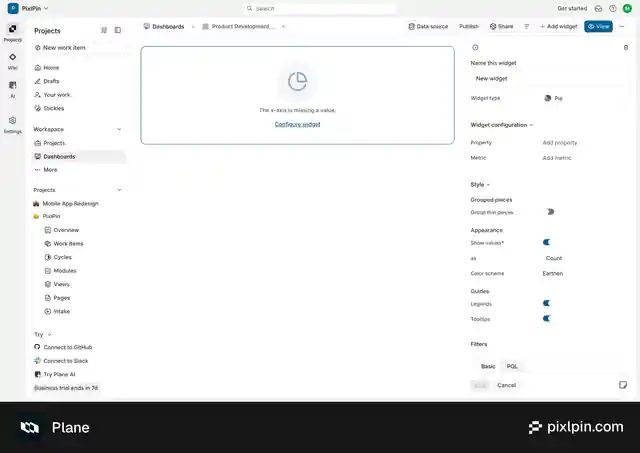 PixlPin
Search
Get started
M
Projects
Wiki
AI
Settings
Projects
New work item
Home
Drafts
Your work
Stickies
Workspace
Projects
Dashboards
More
Projects
Mobile App Redesign
PixlPin
Overview
Work items
Cycles
Modules
Views
Pages
Intake
Try
Connect to GitHub
Connect to Slack
Try Plane AI
Business trial ends in 7d
Dashboards
Product Development ...
Data source
Publish
Share
Add widget
View
The x-axis is missing a value.
Configure widget
Name this widget
New widget
Widget type
Pie
Widget configuration
Property
Add property
Metric
Add metric
Style
Grouped pieces
Group thin pieces
Appearance
Show values*
as
Count
Color scheme
Earthen
Guides
Legends
Tooltips
Filters
Basic
PQL
Cancel
Plane
pixlpin.com